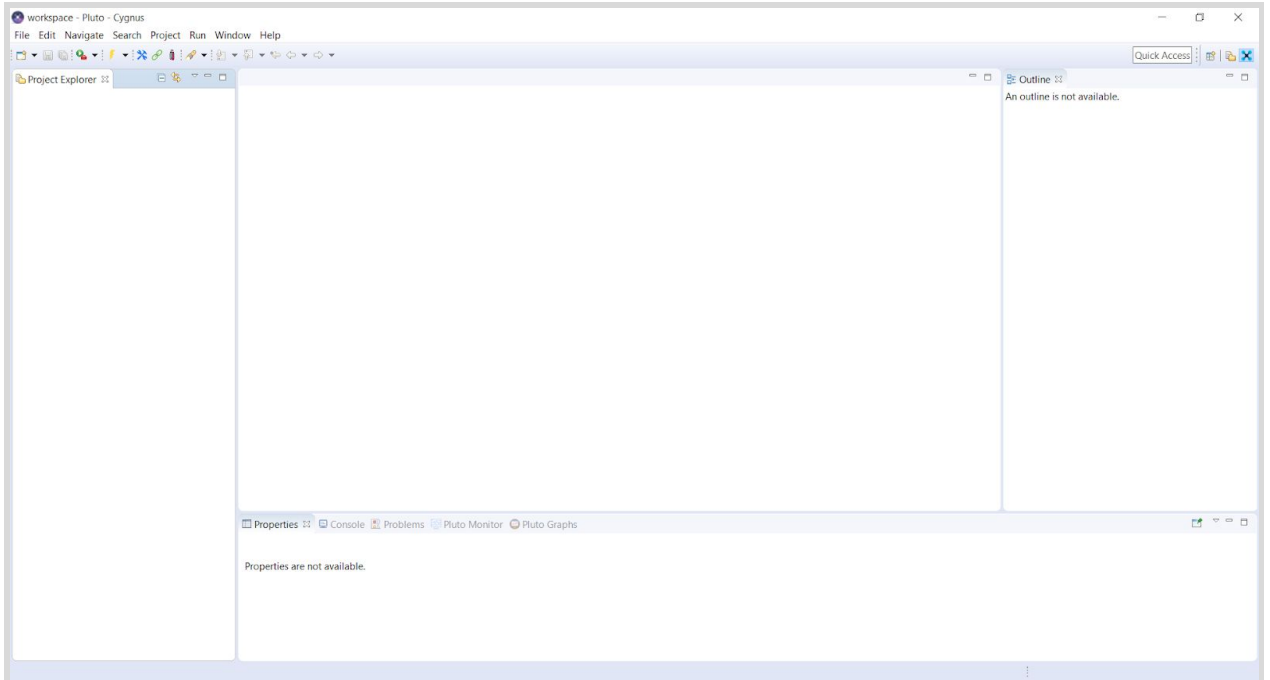 workspace - Pluto - Cygnus
File Edit Navigate Search Project Run Window Help
Quick Access
Project Explorer
Outline
An outline is not available.
Properties Console Problems Pluto Monitor Pluto Graphs
Properties are not available.